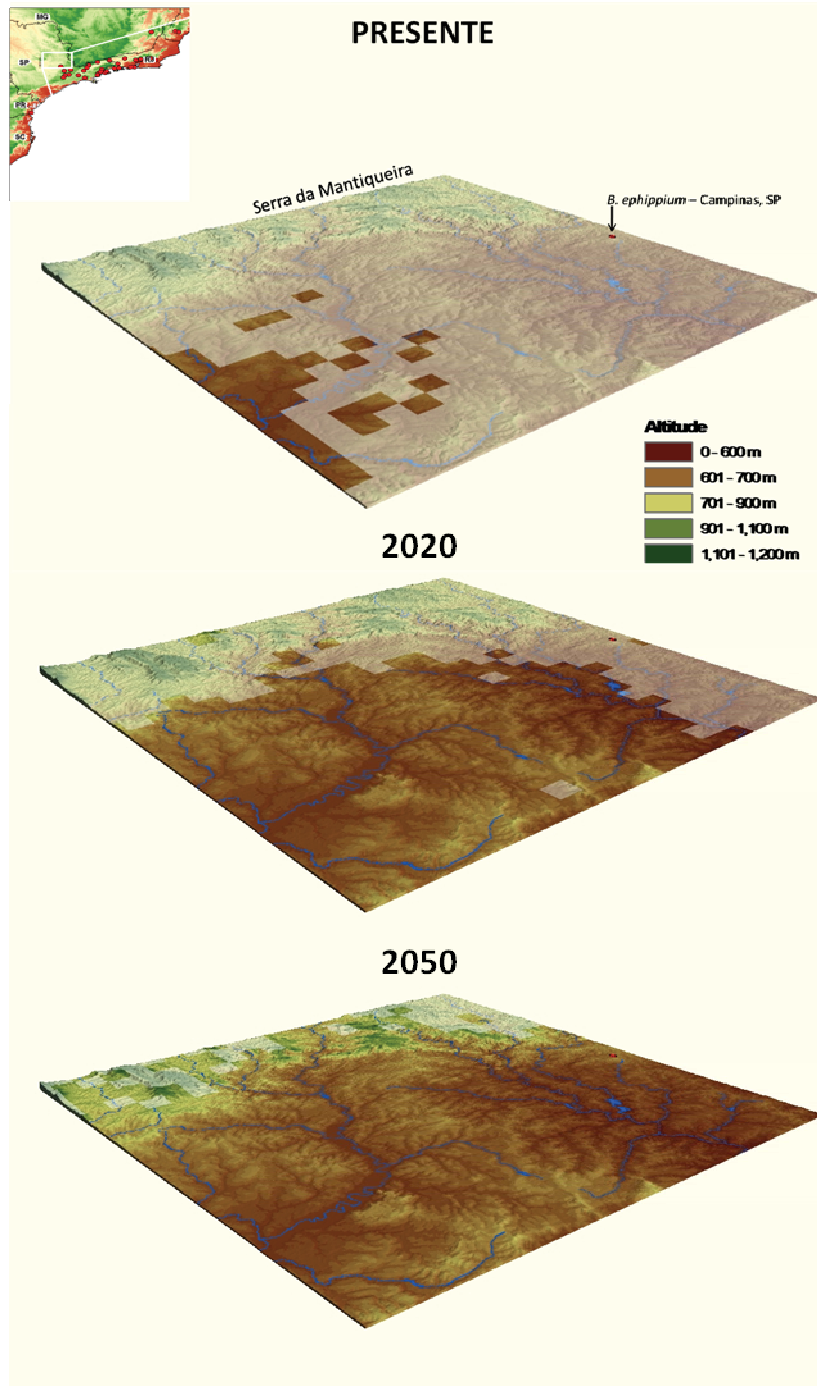 PRESENTE
MG
SP
RJ
PR
SC
Serra da Mantiqueira
B. ephippium – Campinas, SP
Altitude
0 - 600 m
601 - 700 m
701 - 900 m
901 - 1,100 m
1,101 - 1,200 m
2020
2050